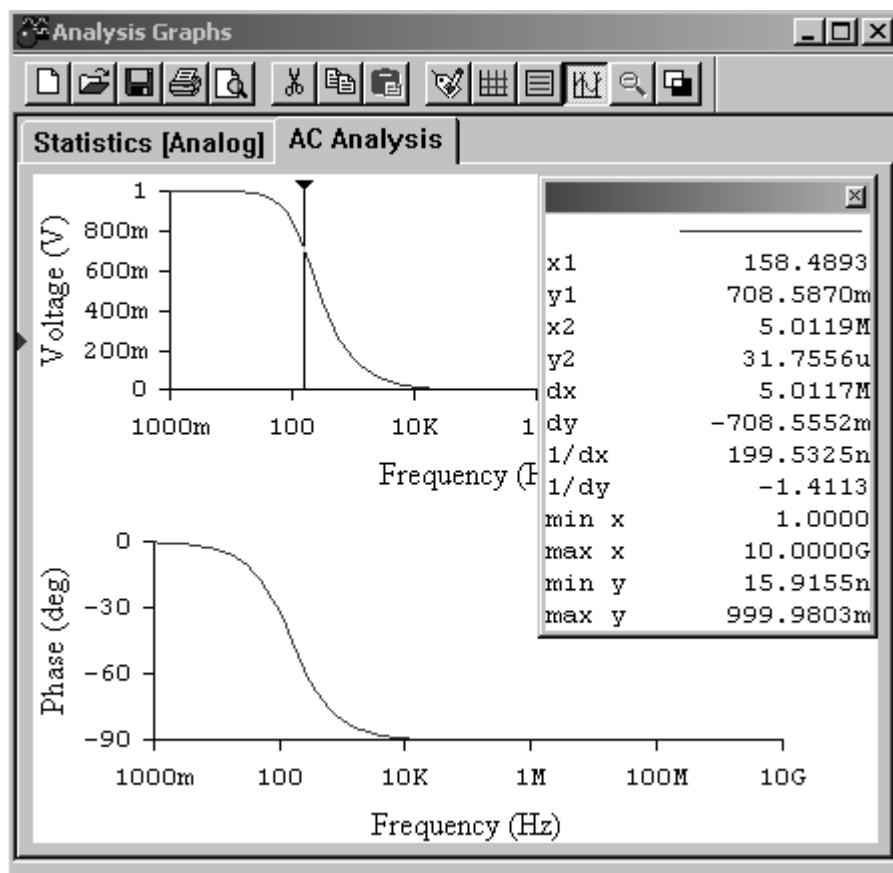 Analysis Graphs
Statistics [Analog] AC Analysis
Voltage (V)
1
800m
600m
400m
200m
0
1000m 100 10K 1
Frequency (H
x1 158.4893
y1 708.5870m
x2 5.0119M
y2 31.7556u
dx 5.0117M
dy -708.5552m
1/dx 199.5325n
1/dy -1.4113
min x 1.0000
max x 10.0000G
min y 15.9155n
max y 999.9803m
Phase (deg)
0
-30
-60
-90
1000m 100 10K 1M 100M 10G
Frequency (Hz)